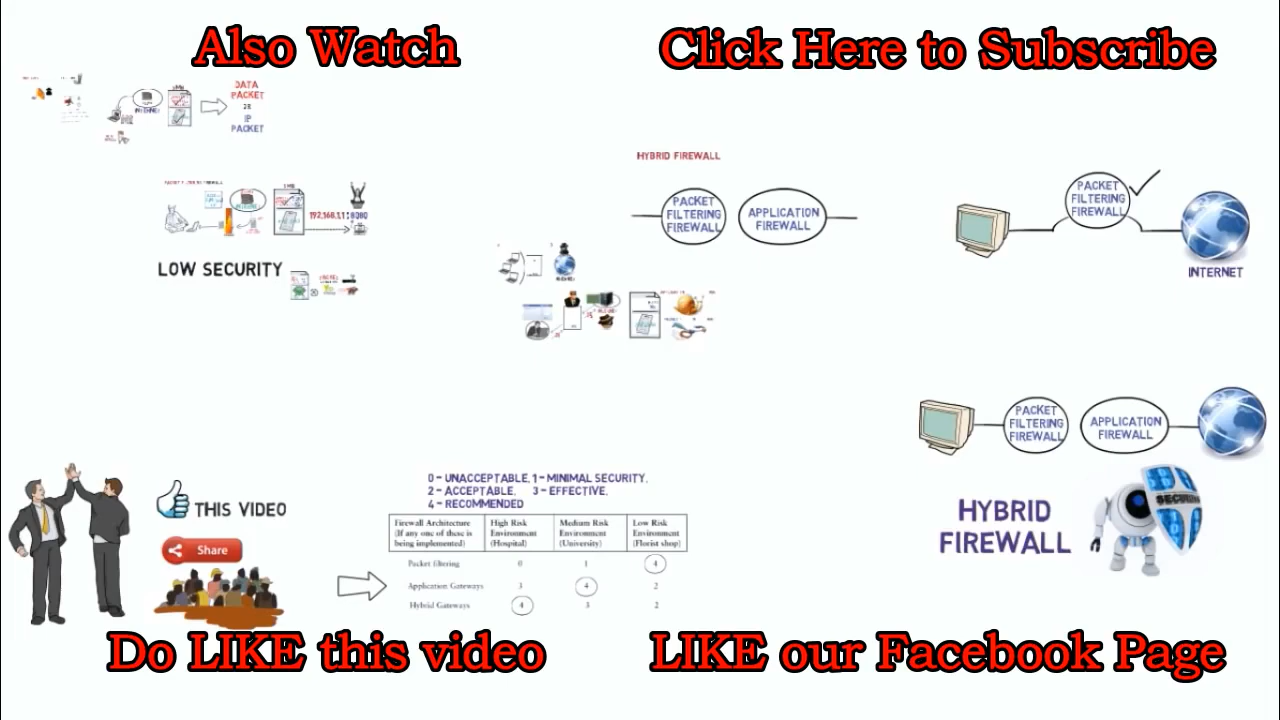 Also Watch
Click Here to Subscribe
DATA
PACKET
OR
IP
PACKET
HYBRID FIREWALL
PACKET
FILTERING
FIREWALL
APPLICATION
FIREWALL
PACKET
FILTERING
FIREWALL
INTERNET
192.168.1.1:8080
LOW SECURITY
PACKET
FILTERING
FIREWALL
APPLICATION
FIREWALL
HYBRID
FIREWALL
SECURITY
THIS VIDEO
Share
0 - UNACCEPTABLE, 1 - MINIMAL SECURITY,
2 - ACCEPTABLE, 3 - EFFECTIVE,
4 - RECOMMENDED
Firewall Architecture (If any one of these is being implemented)
High Risk Environment (Hospital)
Medium Risk Environment (University)
Low Risk Environment (Florist shop)
Packet filtering 0 1 4
Application Gateways 3 4 2
Hybrid Gateways 4 3 2
Do LIKE this video
LIKE our Facebook Page